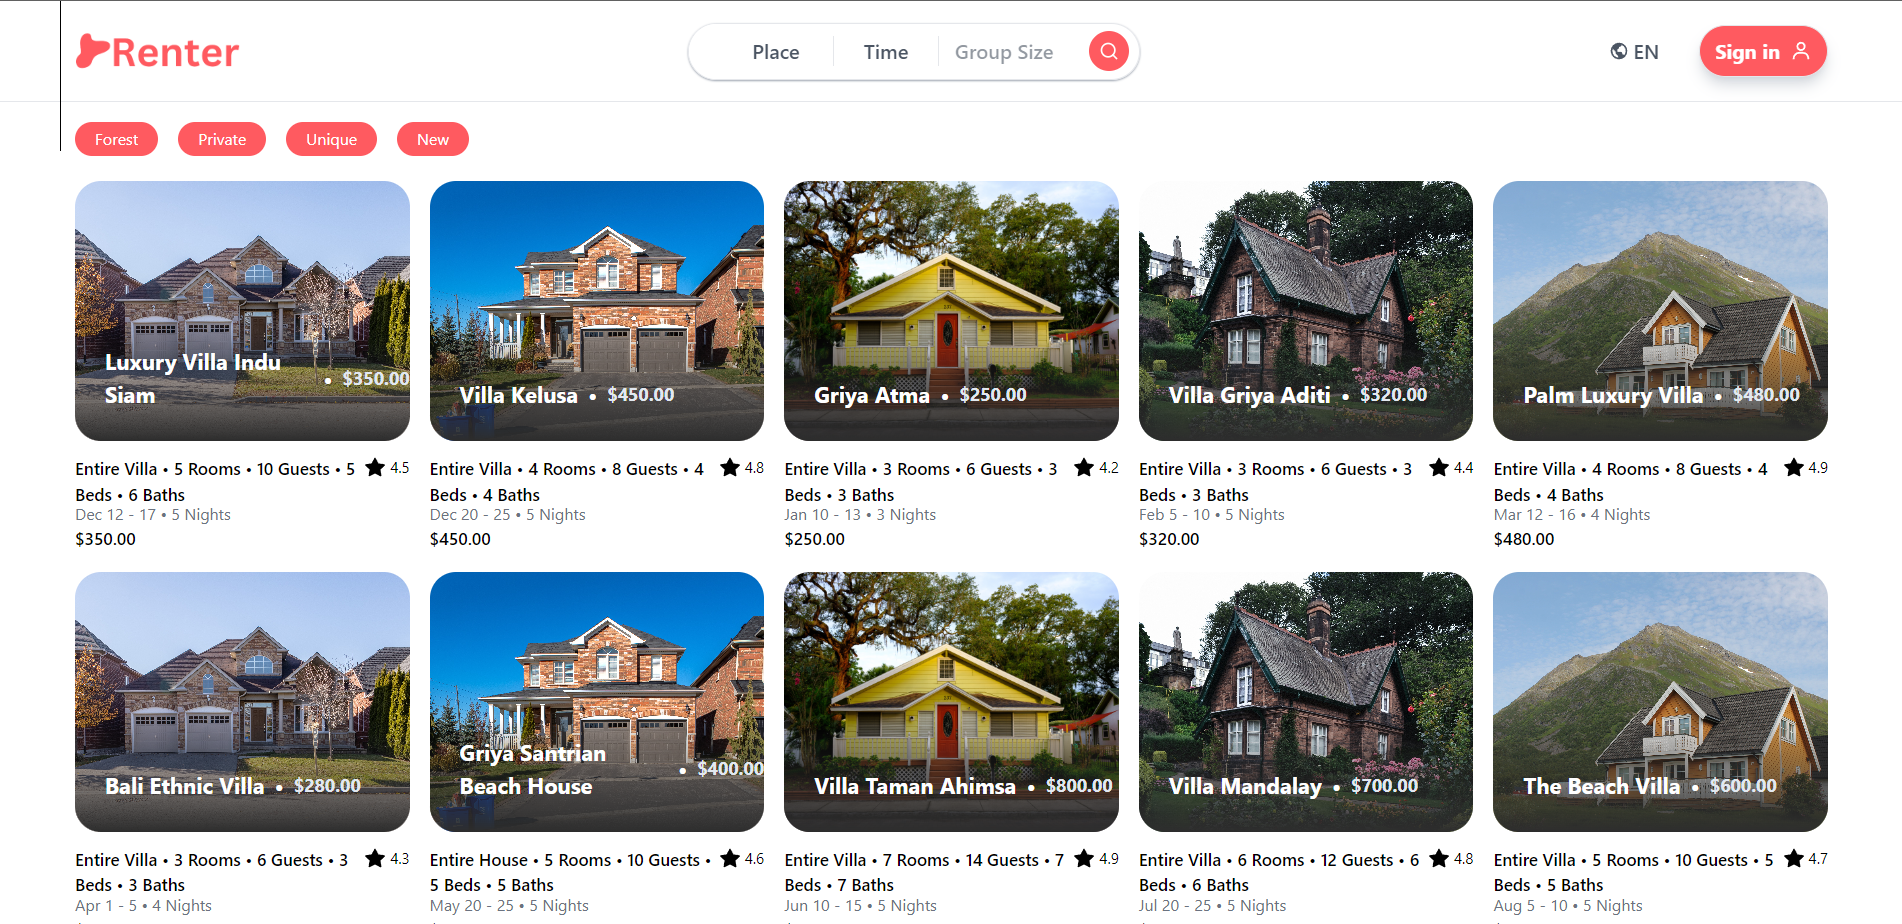 Renter
Place
Time
Group Size
EN
Sign in
Forest
Private
Unique
New
Luxury Villa Indu
Siam
• $350.00
Villa Kelusa • $450.00
Griya Atma • $250.00
Villa Griya Aditi • $320.00
Palm Luxury Villa • $480.00
Entire Villa • 5 Rooms • 10 Guests • 5
Beds • 6 Baths
4.5
Dec 12 - 17 • 5 Nights
$350.00
Entire Villa • 4 Rooms • 8 Guests • 4
Beds • 4 Baths
4.8
Dec 20 - 25 • 5 Nights
$450.00
Entire Villa • 3 Rooms • 6 Guests • 3
Beds • 3 Baths
4.2
Jan 10 - 13 • 3 Nights
$250.00
Entire Villa • 3 Rooms • 6 Guests • 3
Beds • 3 Baths
4.4
Feb 5 - 10 • 5 Nights
$320.00
Entire Villa • 4 Rooms • 8 Guests • 4
Beds • 4 Baths
4.9
Mar 12 - 16 • 4 Nights
$480.00
Bali Ethnic Villa • $280.00
Griya Santrian
Beach House
• $400.00
Villa Taman Ahimsa • $800.00
Villa Mandalay • $700.00
The Beach Villa • $600.00
Entire Villa • 3 Rooms • 6 Guests • 3
Beds • 3 Baths
4.3
Apr 1 - 5 • 4 Nights
Entire House • 5 Rooms • 10 Guests •
5 Beds • 5 Baths
4.6
May 20 - 25 • 5 Nights
Entire Villa • 7 Rooms • 14 Guests • 7
Beds • 7 Baths
4.9
Jun 10 - 15 • 5 Nights
Entire Villa • 6 Rooms • 12 Guests • 6
Beds • 6 Baths
4.8
Jul 20 - 25 • 5 Nights
Entire Villa • 5 Rooms • 10 Guests • 5
Beds • 5 Baths
4.7
Aug 5 - 10 • 5 Nights